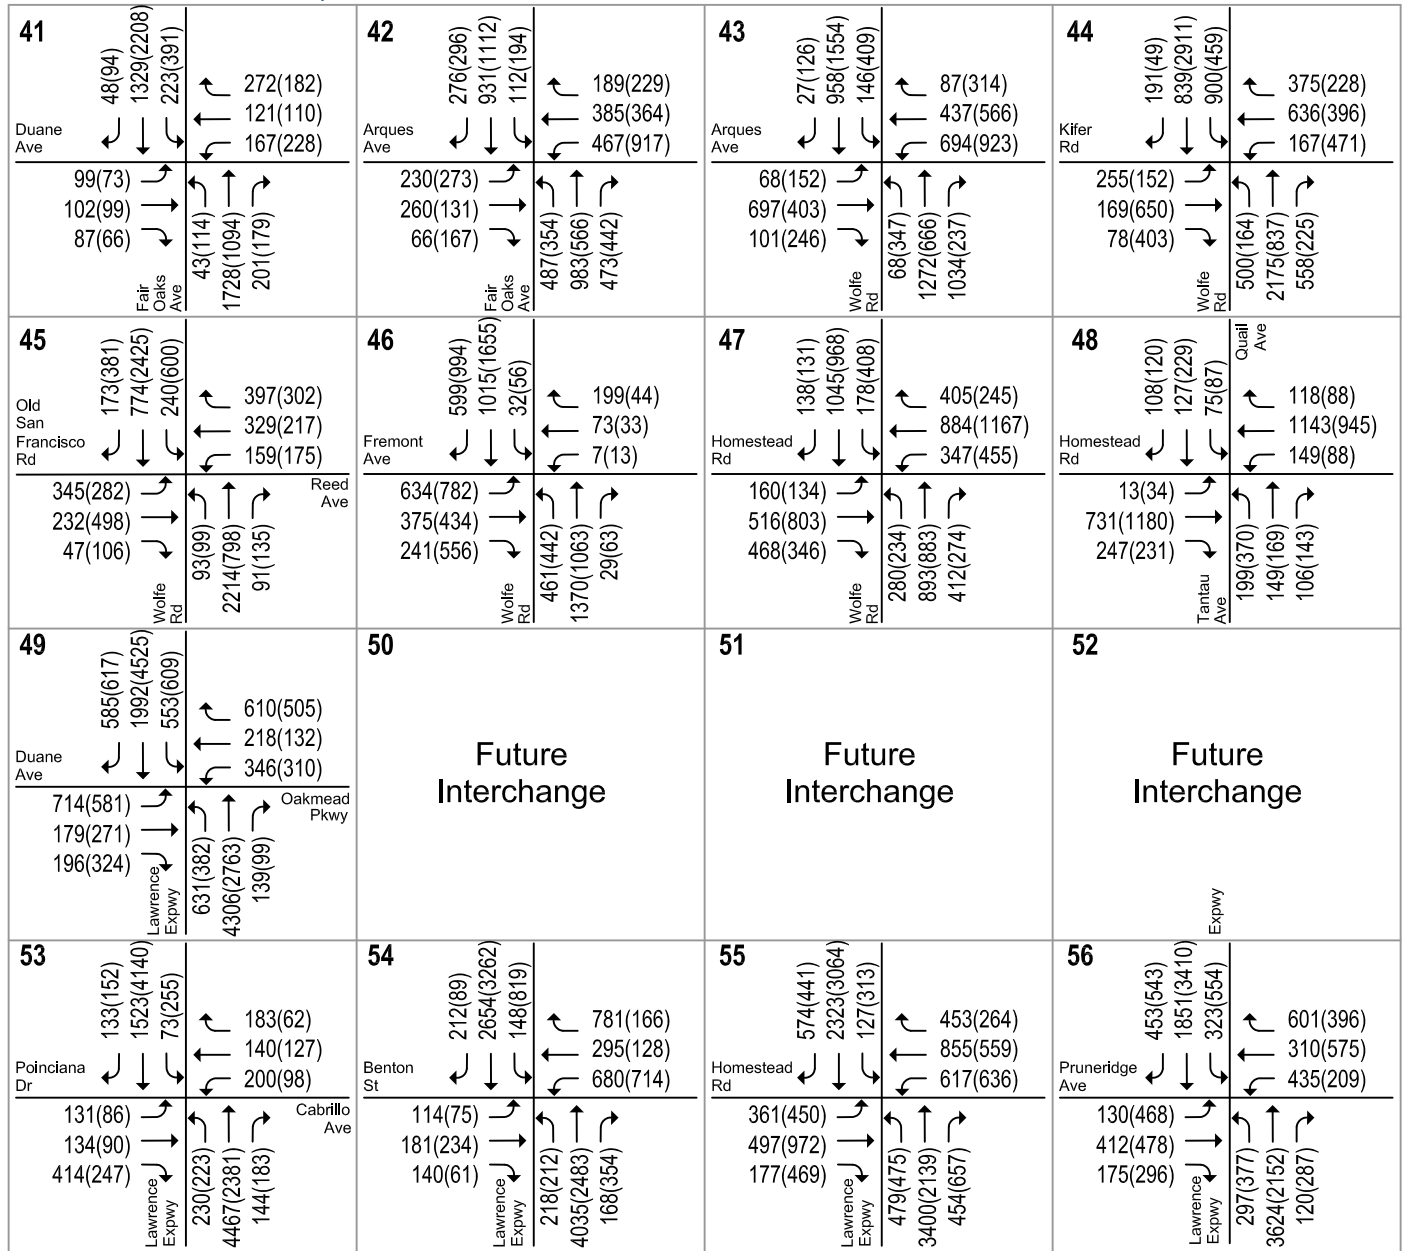 41
48(94)
1329(2208)
223(391)
272(182)
121(110)
167(228)
Duane
Ave
99(73)
102(99)
87(66)
43(114)
1728(1094)
201(179)
Fair
Oaks
Ave
42
276(296)
931(1112)
112(194)
189(229)
385(364)
467(917)
Arques
Ave
230(273)
260(131)
66(167)
487(354)
983(566)
473(442)
Fair
Oaks
Ave
43
27(126)
958(1554)
146(409)
87(314)
437(566)
694(923)
Arques
Ave
68(152)
697(403)
101(246)
68(347)
1272(666)
1034(237)
Wolfe
Rd
44
191(49)
839(2911)
900(459)
375(228)
636(396)
167(471)
Kifer
Rd
255(152)
169(650)
78(403)
500(164)
2175(837)
558(225)
Wolfe
Rd
45
173(381)
774(2425)
240(600)
397(302)
329(217)
159(175)
Old
San
Francisco
Rd
345(282)
232(498)
47(106)
Reed
Ave
93(99)
2214(798)
91(135)
Wolfe
Rd
46
599(994)
1015(1655)
32(56)
199(44)
73(33)
7(13)
Fremont
Ave
634(782)
375(434)
241(556)
461(442)
1370(1063)
29(63)
Wolfe
Rd
47
138(131)
1045(968)
178(408)
405(245)
884(1167)
347(455)
Homestead
Rd
160(134)
516(803)
468(346)
280(234)
893(883)
412(274)
Wolfe
Rd
48
108(120)
127(229)
75(87)
Quail
Ave
118(88)
1143(945)
149(88)
Homestead
Rd
13(34)
731(1180)
247(231)
199(370)
149(169)
106(143)
Tantau
Ave
49
585(617)
1992(4525)
553(609)
610(505)
218(132)
346(310)
Duane
Ave
714(581)
179(271)
196(324)
Oakmead
Pkwy
631(382)
4306(2763)
139(99)
Lawrence
Expwy
50
Future
Interchange
51
Future
Interchange
52
Future
Interchange
Expwy
53
133(152)
1523(4140)
73(255)
183(62)
140(127)
200(98)
Poinciana
Dr
131(86)
134(90)
414(247)
Cabrillo
Ave
230(223)
4467(2381)
144(183)
Lawrence
Expwy
54
212(89)
2654(3262)
148(819)
781(166)
295(128)
680(714)
Benton
St
114(75)
181(234)
140(61)
218(212)
4035(2483)
168(354)
Lawrence
Expwy
55
574(441)
2323(3064)
127(313)
453(264)
855(559)
617(636)
Homestead
Rd
361(450)
497(972)
177(469)
479(475)
3400(2139)
454(657)
Lawrence
Expwy
56
453(543)
1851(3410)
323(554)
601(396)
310(575)
435(209)
Pruneridge
Ave
130(468)
412(478)
175(296)
297(377)
3624(2152)
120(287)
Lawrence
Expwy